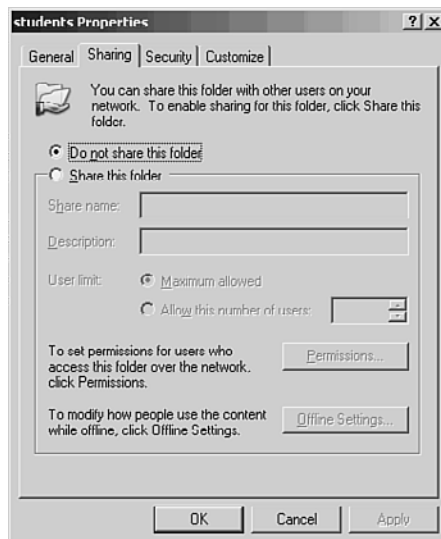 students Properties
General Sharing Security Customize
You can share this folder with other users on your
network. To enable sharing for this folder, click Share this
folder.
Do not share this folder
Share this folder
Share name:
Description:
User limit: Maximum allowed
Allow this number of users:
To set permissions for users who
access this folder over the network,
click Permissions.
Permissions...
To modify how people use the content
while offline, click Offline Settings.
Offline Settings...
OK Cancel Apply